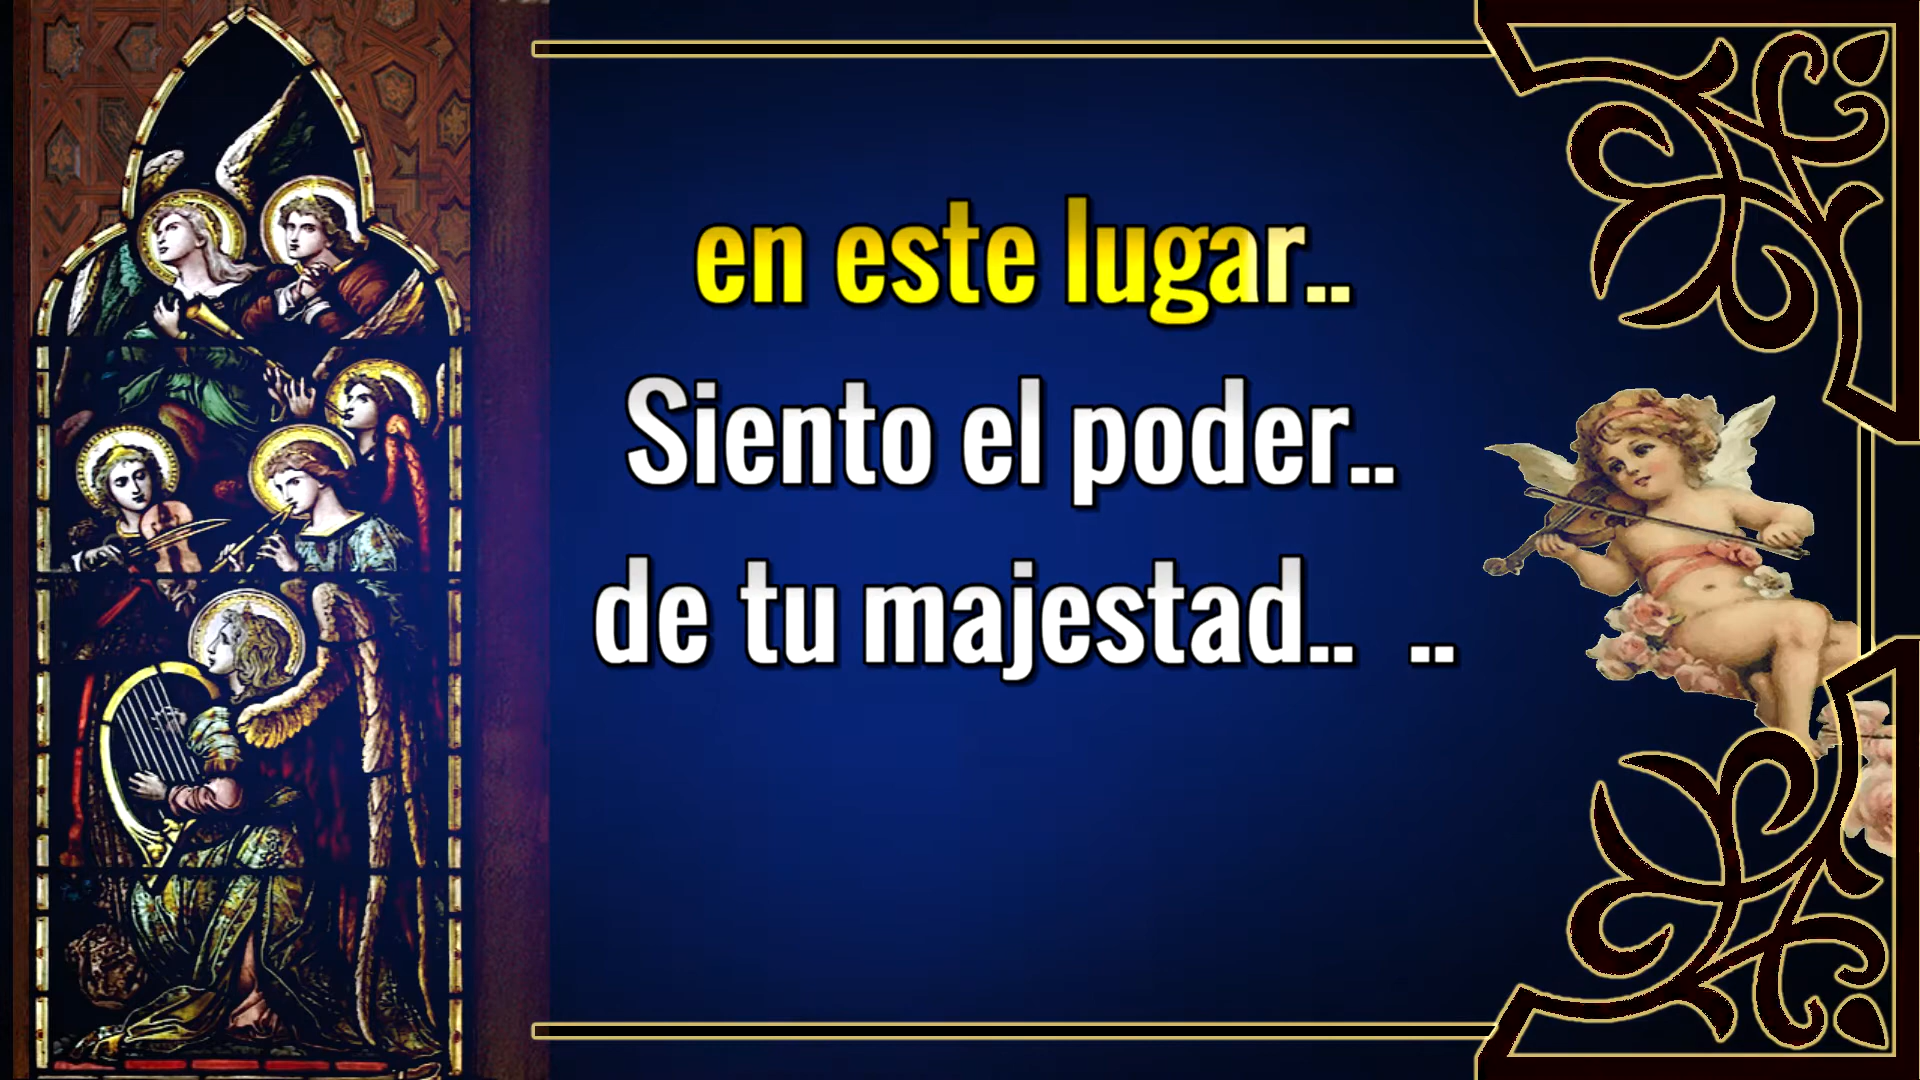 en este lugar..
Siento el poder..
de tu majestad..  ..